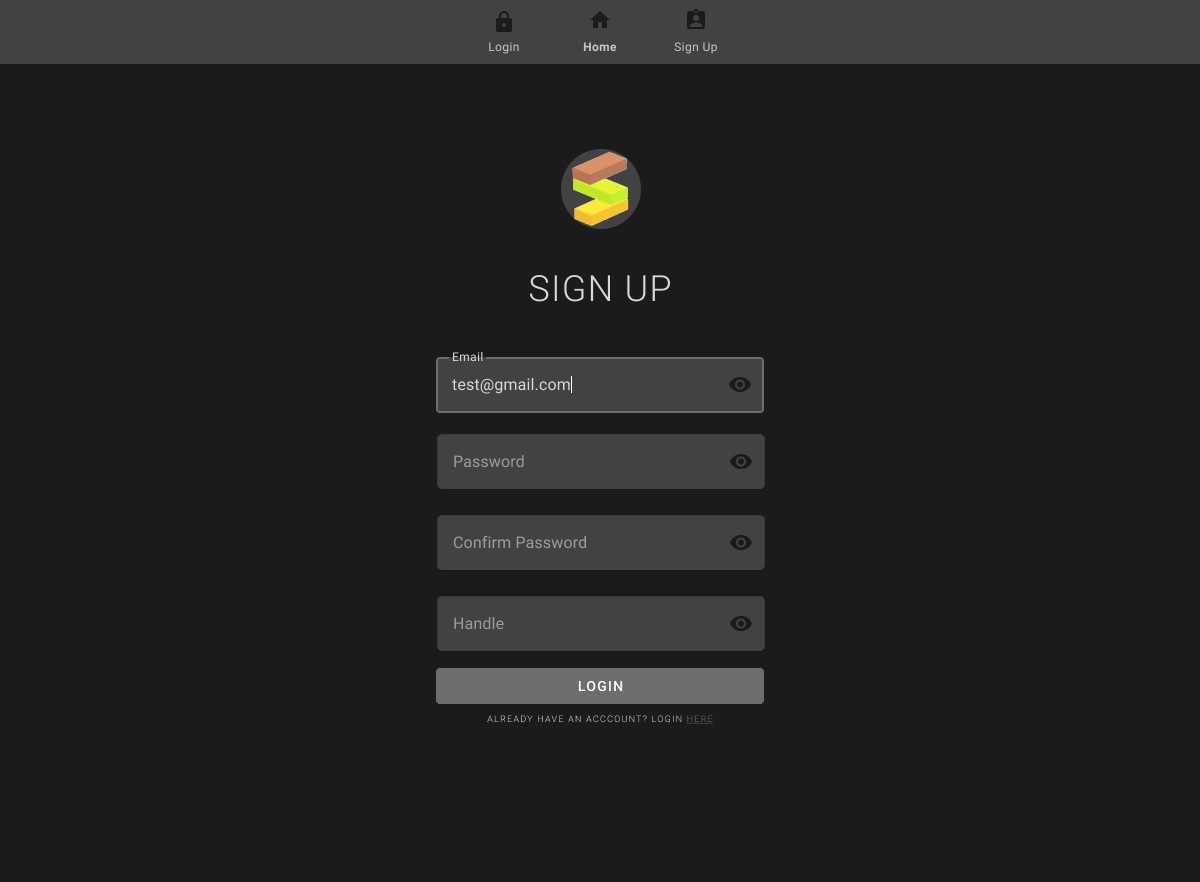 Login Home Sign Up
SIGN UP
Email
test@gmail.com
Password
Confirm Password
Handle
LOGIN
ALREADY HAVE AN ACCCOUNT? LOGIN HERE